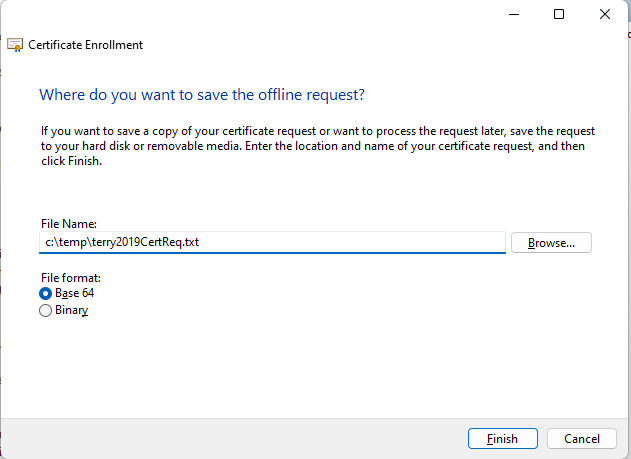 Certificate Enrollment
Where do you want to save the offline request?
If you want to save a copy of your certificate request or want to process the request later, save the request
to your hard disk or removable media. Enter the location and name of your certificate request, and then
click Finish.
File Name:
c:\temp\terry2019CertReq.txt
Browse...
File format:
Base 64
Binary
Finish
Cancel